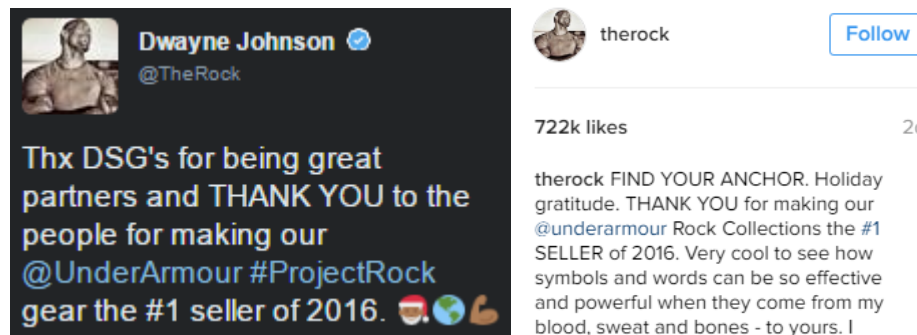 Dwayne Johnson
@TheRock
Thx DSG's for being great
partners and THANK YOU to the
people for making our
@UnderArmour #ProjectRock
gear the #1 seller of 2016. 🎅🏽🌎💪🏾
therock
Follow
722k likes
therock FIND YOUR ANCHOR. Holiday
gratitude. THANK YOU for making our
@underarmour Rock Collections the #1
SELLER of 2016. Very cool to see how
symbols and words can be so effective
and powerful when they come from my
blood, sweat and bones - to yours. I